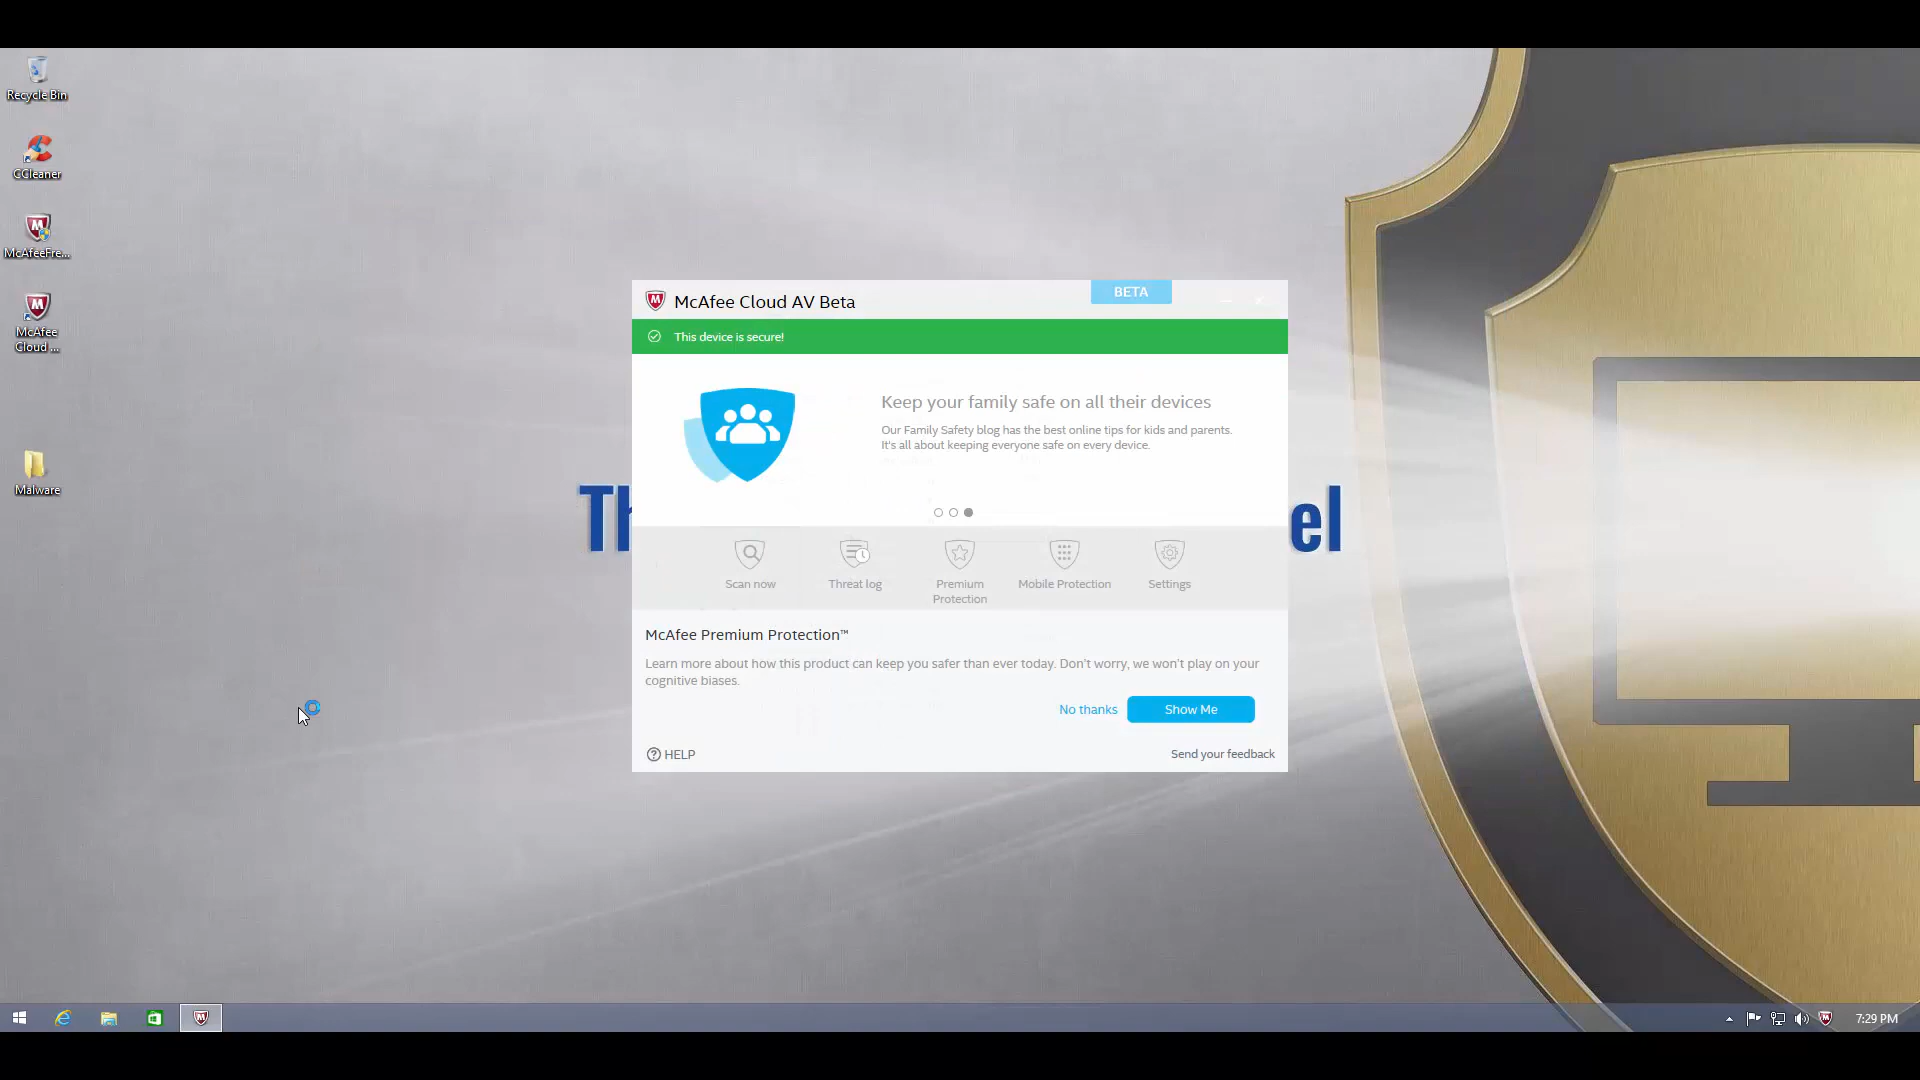 Recycle Bin
CCleaner
McAfeeFre...
McAfee
Cloud ...
Malware
Th
el
McAfee Cloud AV Beta
BETA
This device is secure!
Keep your family safe on all their devices
Our Family Safety blog has the best online tips for kids and parents.
It's all about keeping everyone safe on every device.
Scan now
Threat log
Premium
Protection
Mobile Protection
Settings
McAfee Premium Protection™
Learn more about how this product can keep you safer than ever today. Don't worry, we won't play on your
cognitive biases.
No thanks
Show Me
? HELP
Send your feedback
7:29 PM